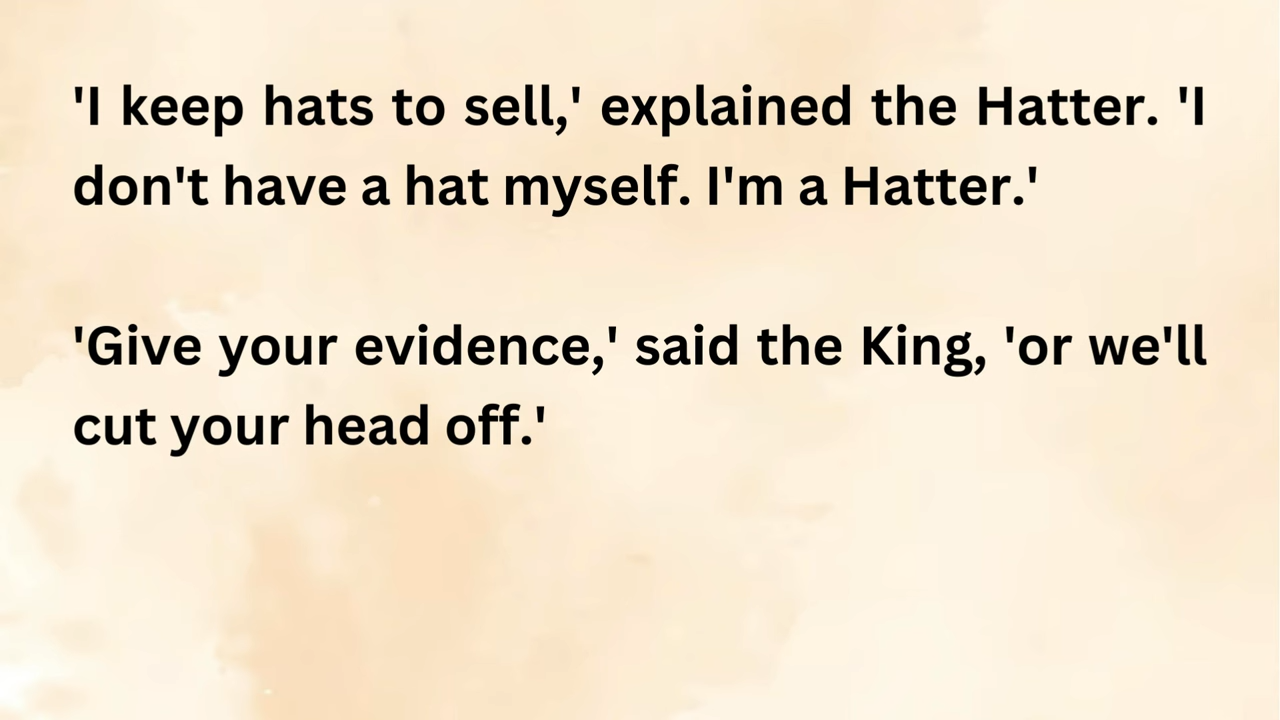 'I keep hats to sell,' explained the Hatter. 'I
don't have a hat myself. I'm a Hatter.'
'Give your evidence,' said the King, 'or we'll
cut your head off.'